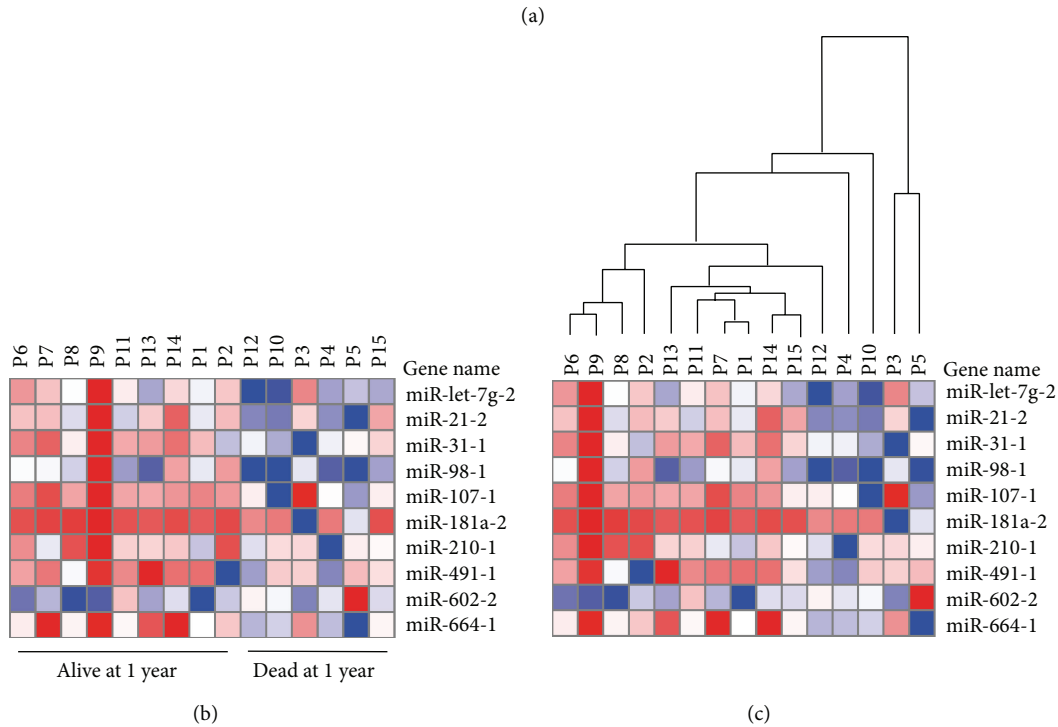 (a)
P6 P7 P8 P9 P11 P13 P14 P1 P2 P12 P10 P3 P4 P5 P15
Gene name
miR-let-7g-2
miR-21-2
miR-31-1
miR-98-1
miR-107-1
miR-181a-2
miR-210-1
miR-491-1
miR-602-2
miR-664-1
Alive at 1 year
Dead at 1 year
(b)
P6 P9 P8 P2 P13 P11 P7 P1 P14 P15 P12 P4 P10 P3 P5
Gene name
miR-let-7g-2
miR-21-2
miR-31-1
miR-98-1
miR-107-1
miR-181a-2
miR-210-1
miR-491-1
miR-602-2
miR-664-1
(c)